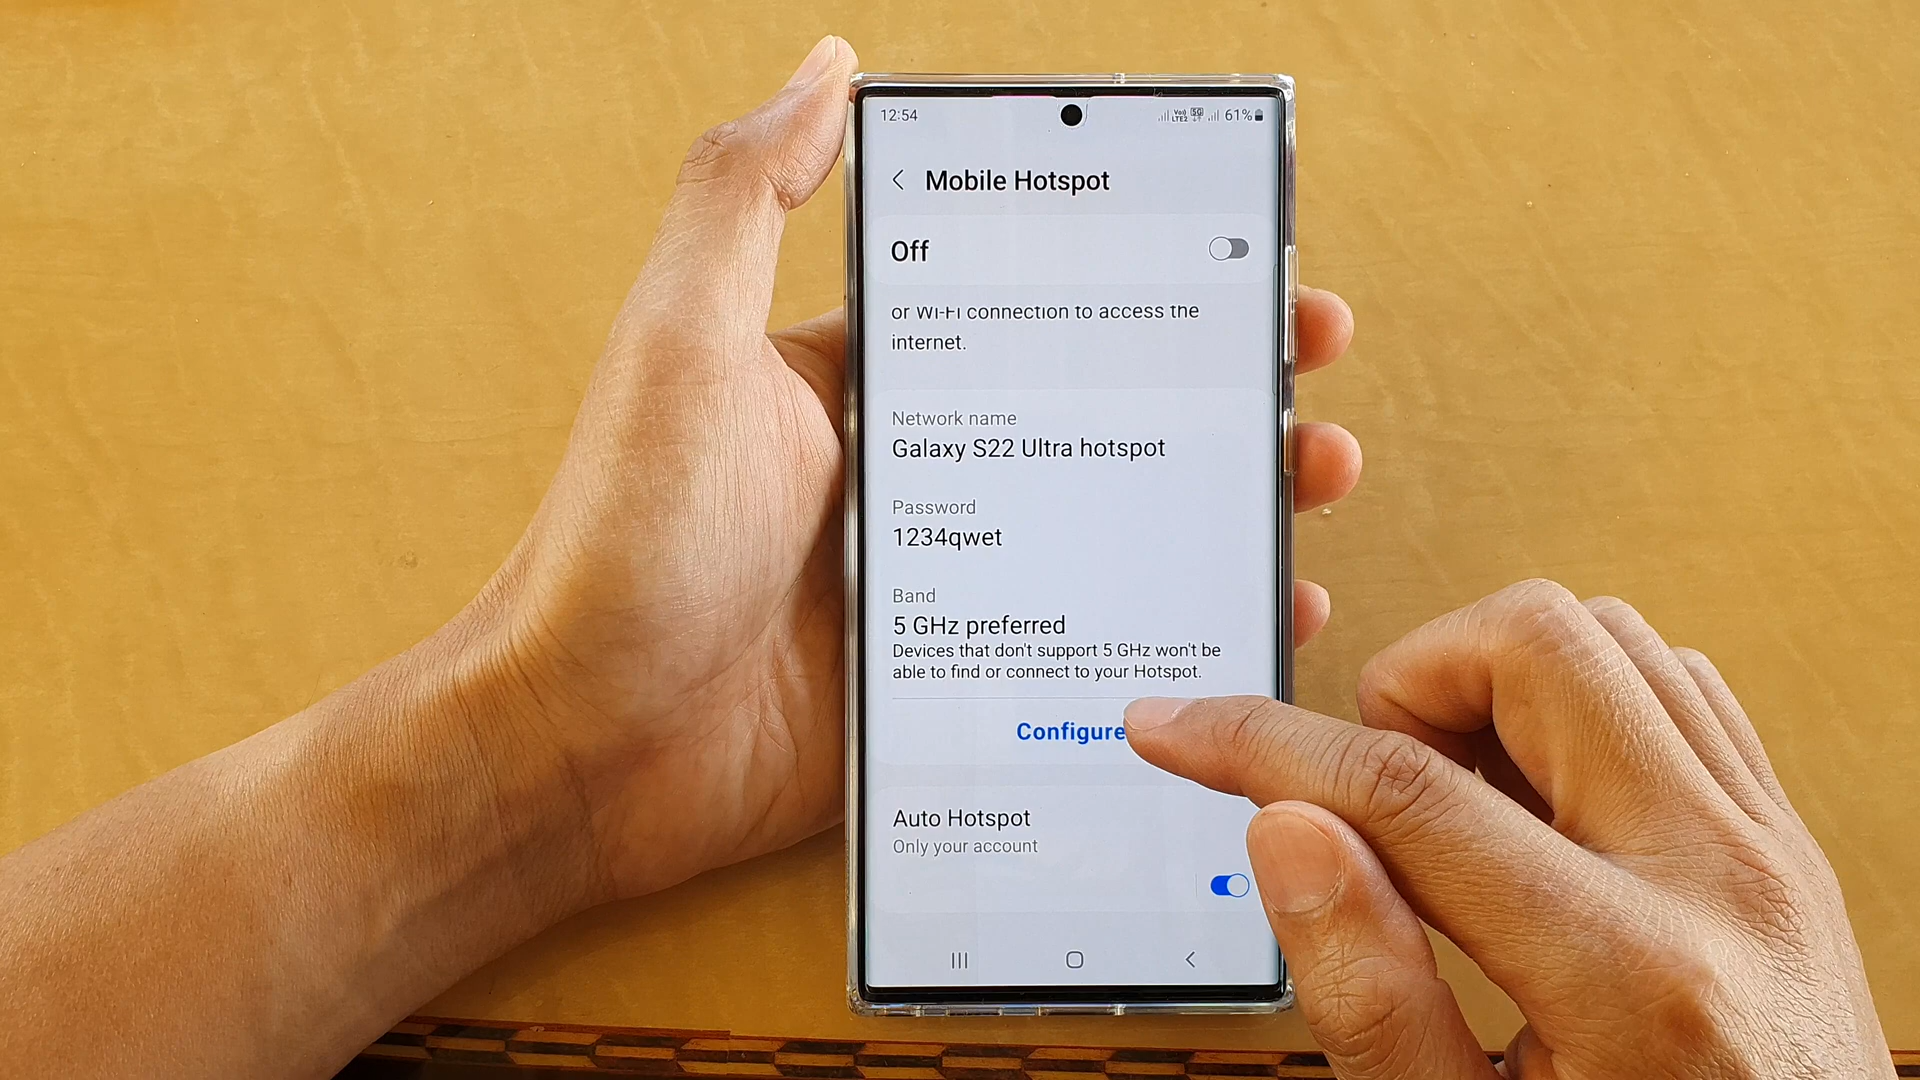 12:54
Vo)) LTE2 5G 61%
Mobile Hotspot
Off
or Wi-Fi connection to access the
internet.
Network name
Galaxy S22 Ultra hotspot
Password
1234qwet
Band
5 GHz preferred
Devices that don't support 5 GHz won't be
able to find or connect to your Hotspot.
Configure
Auto Hotspot
Only your account